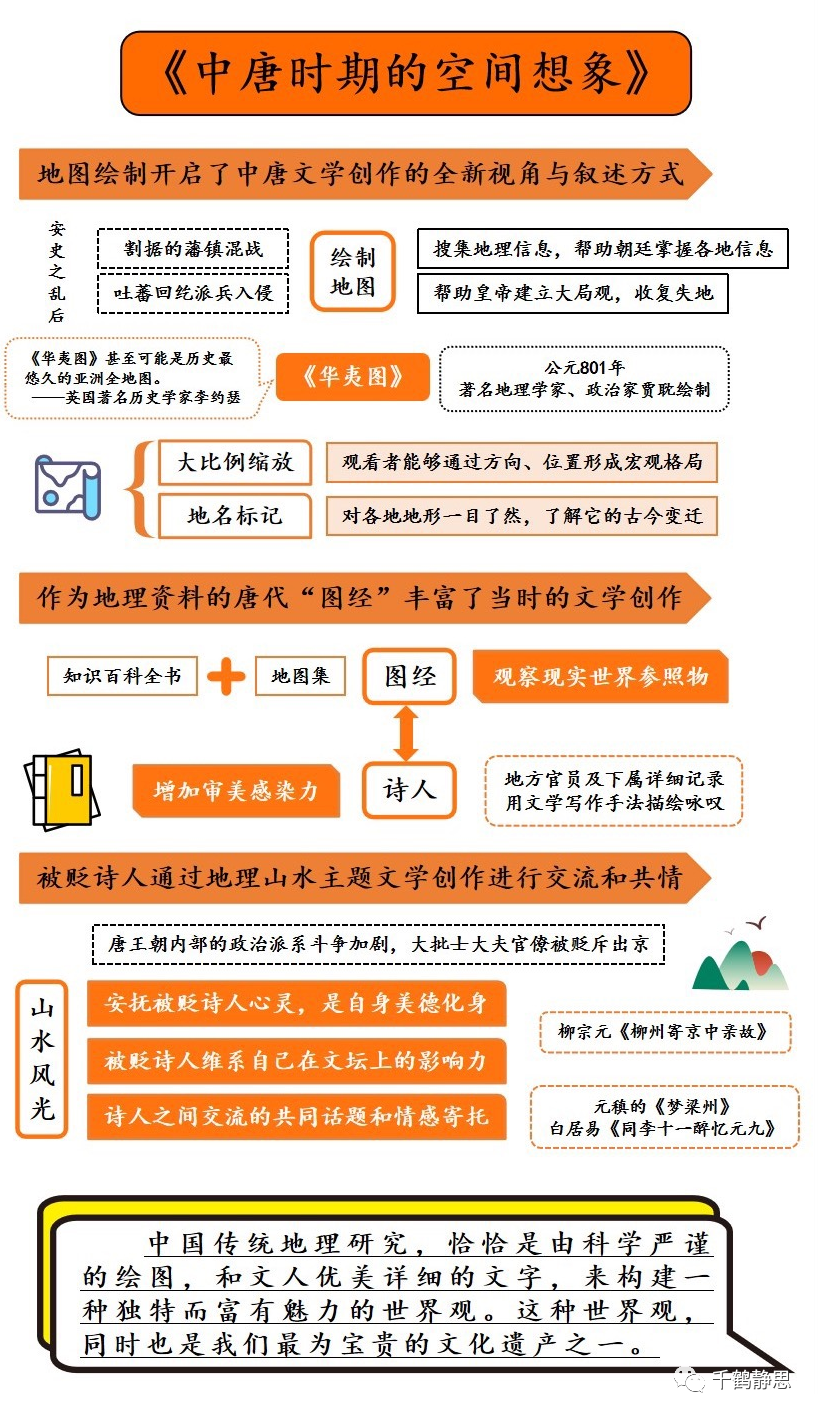 《中唐时期的空间想象》
地图绘制开启了中唐文学创作的全新视角与叙述方式
安史之乱后
割据的藩镇混战
吐蕃回纥派兵入侵
绘制
地图
搜集地理信息，帮助朝廷掌握各地信息
帮助皇帝建立大局观，收复失地
《华夷图》甚至可能是历史最
悠久的亚洲全地图。
——英国著名历史学家李约瑟
《华夷图》
公元801年
著名地理学家、政治家贾耽绘制
大比例缩放
观看者能够通过方向、位置形成宏观格局
地名标记
对各地地形一目了然，了解它的古今变迁
作为地理资料的唐代“图经”丰富了当时的文学创作
知识百科全书
地图集
图经
观察现实世界参照物
增加审美感染力
诗人
地方官员及下属详细记录
用文学写作手法描绘咏叹
被贬诗人通过地理山水主题文学创作进行交流和共情
唐王朝内部的政治派系斗争加剧，大批士大夫官僚被贬斥出京
山水风光
安抚被贬诗人心灵，是自身美德化身
被贬诗人维系自己在文坛上的影响力
诗人之间交流的共同话题和情感寄托
柳宗元《柳州寄京中亲故》
元稹的《梦梁州》
白居易《同李十一醉忆元九》
中国传统地理研究，恰恰是由科学严谨
的绘图，和文人优美详细的文字，来构建一
种独特而富有魅力的世界观。这种世界观，
同时也是我们最为宝贵的文化遗产之一。
千鹤静思